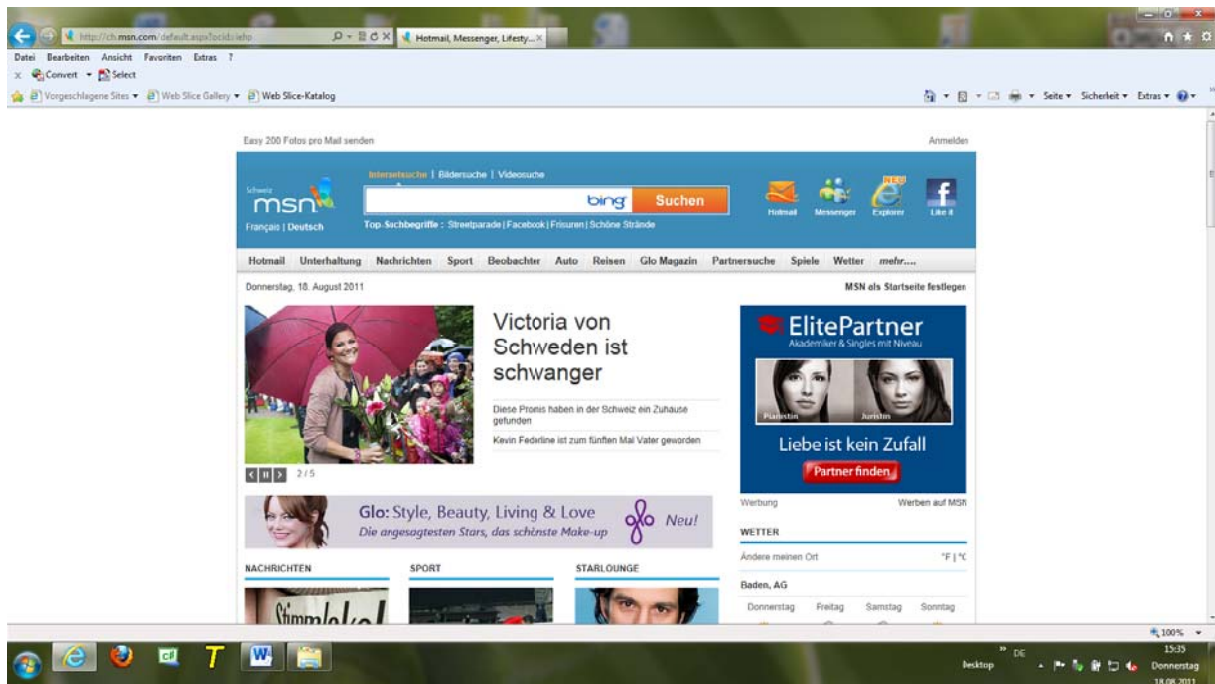 http://ch.msn.com/default.aspx?ocid=iehp
Hotmail, Messenger, Lifesty...
Datei Bearbeiten Ansicht Favoriten Extras ?
x Convert Select
Vorgeschlagene Sites Web Slice Gallery Web Slice-Katalog
Seite Sicherheit Extras
Easy 200 Fotos pro Mail senden
Anmelden
Internetsuche | Bildersuche | Videosuche
Schweiz
msn
bing
Suchen
Français | Deutsch
Top-Suchbegriffe : Streetparade | Facebook | Frisuren | Schöne Strände
NEU
Hotmail Messenger Explorer Like it
Hotmail Unterhaltung Nachrichten Sport Beobachter Auto Reisen Glo Magazin Partnersuche Spiele Wetter mehr....
Donnerstag, 18. August 2011
MSN als Startseite festlegen
Victoria von
Schweden ist
schwanger
Diese Promis haben in der Schweiz ein Zuhause
gefunden
Kevin Federline ist zum fünften Mal Vater geworden
2/5
ElitePartner
Akademiker & Singles mit Niveau
Pianistin Juristin
Liebe ist kein Zufall
Partner finden
Werbung
Werben auf MSN
Glo: Style, Beauty, Living & Love
Die angesagtesten Stars, das schönste Make-up
Neu!
WETTER
Ändere meinen Ort
°F | °C
Baden, AG
Donnerstag Freitag Samstag Sonntag
NACHRICHTEN SPORT STARLOUNGE
Stimmlokal
100%
Desktop
DE
15:35
Donnerstag
18.08.2011